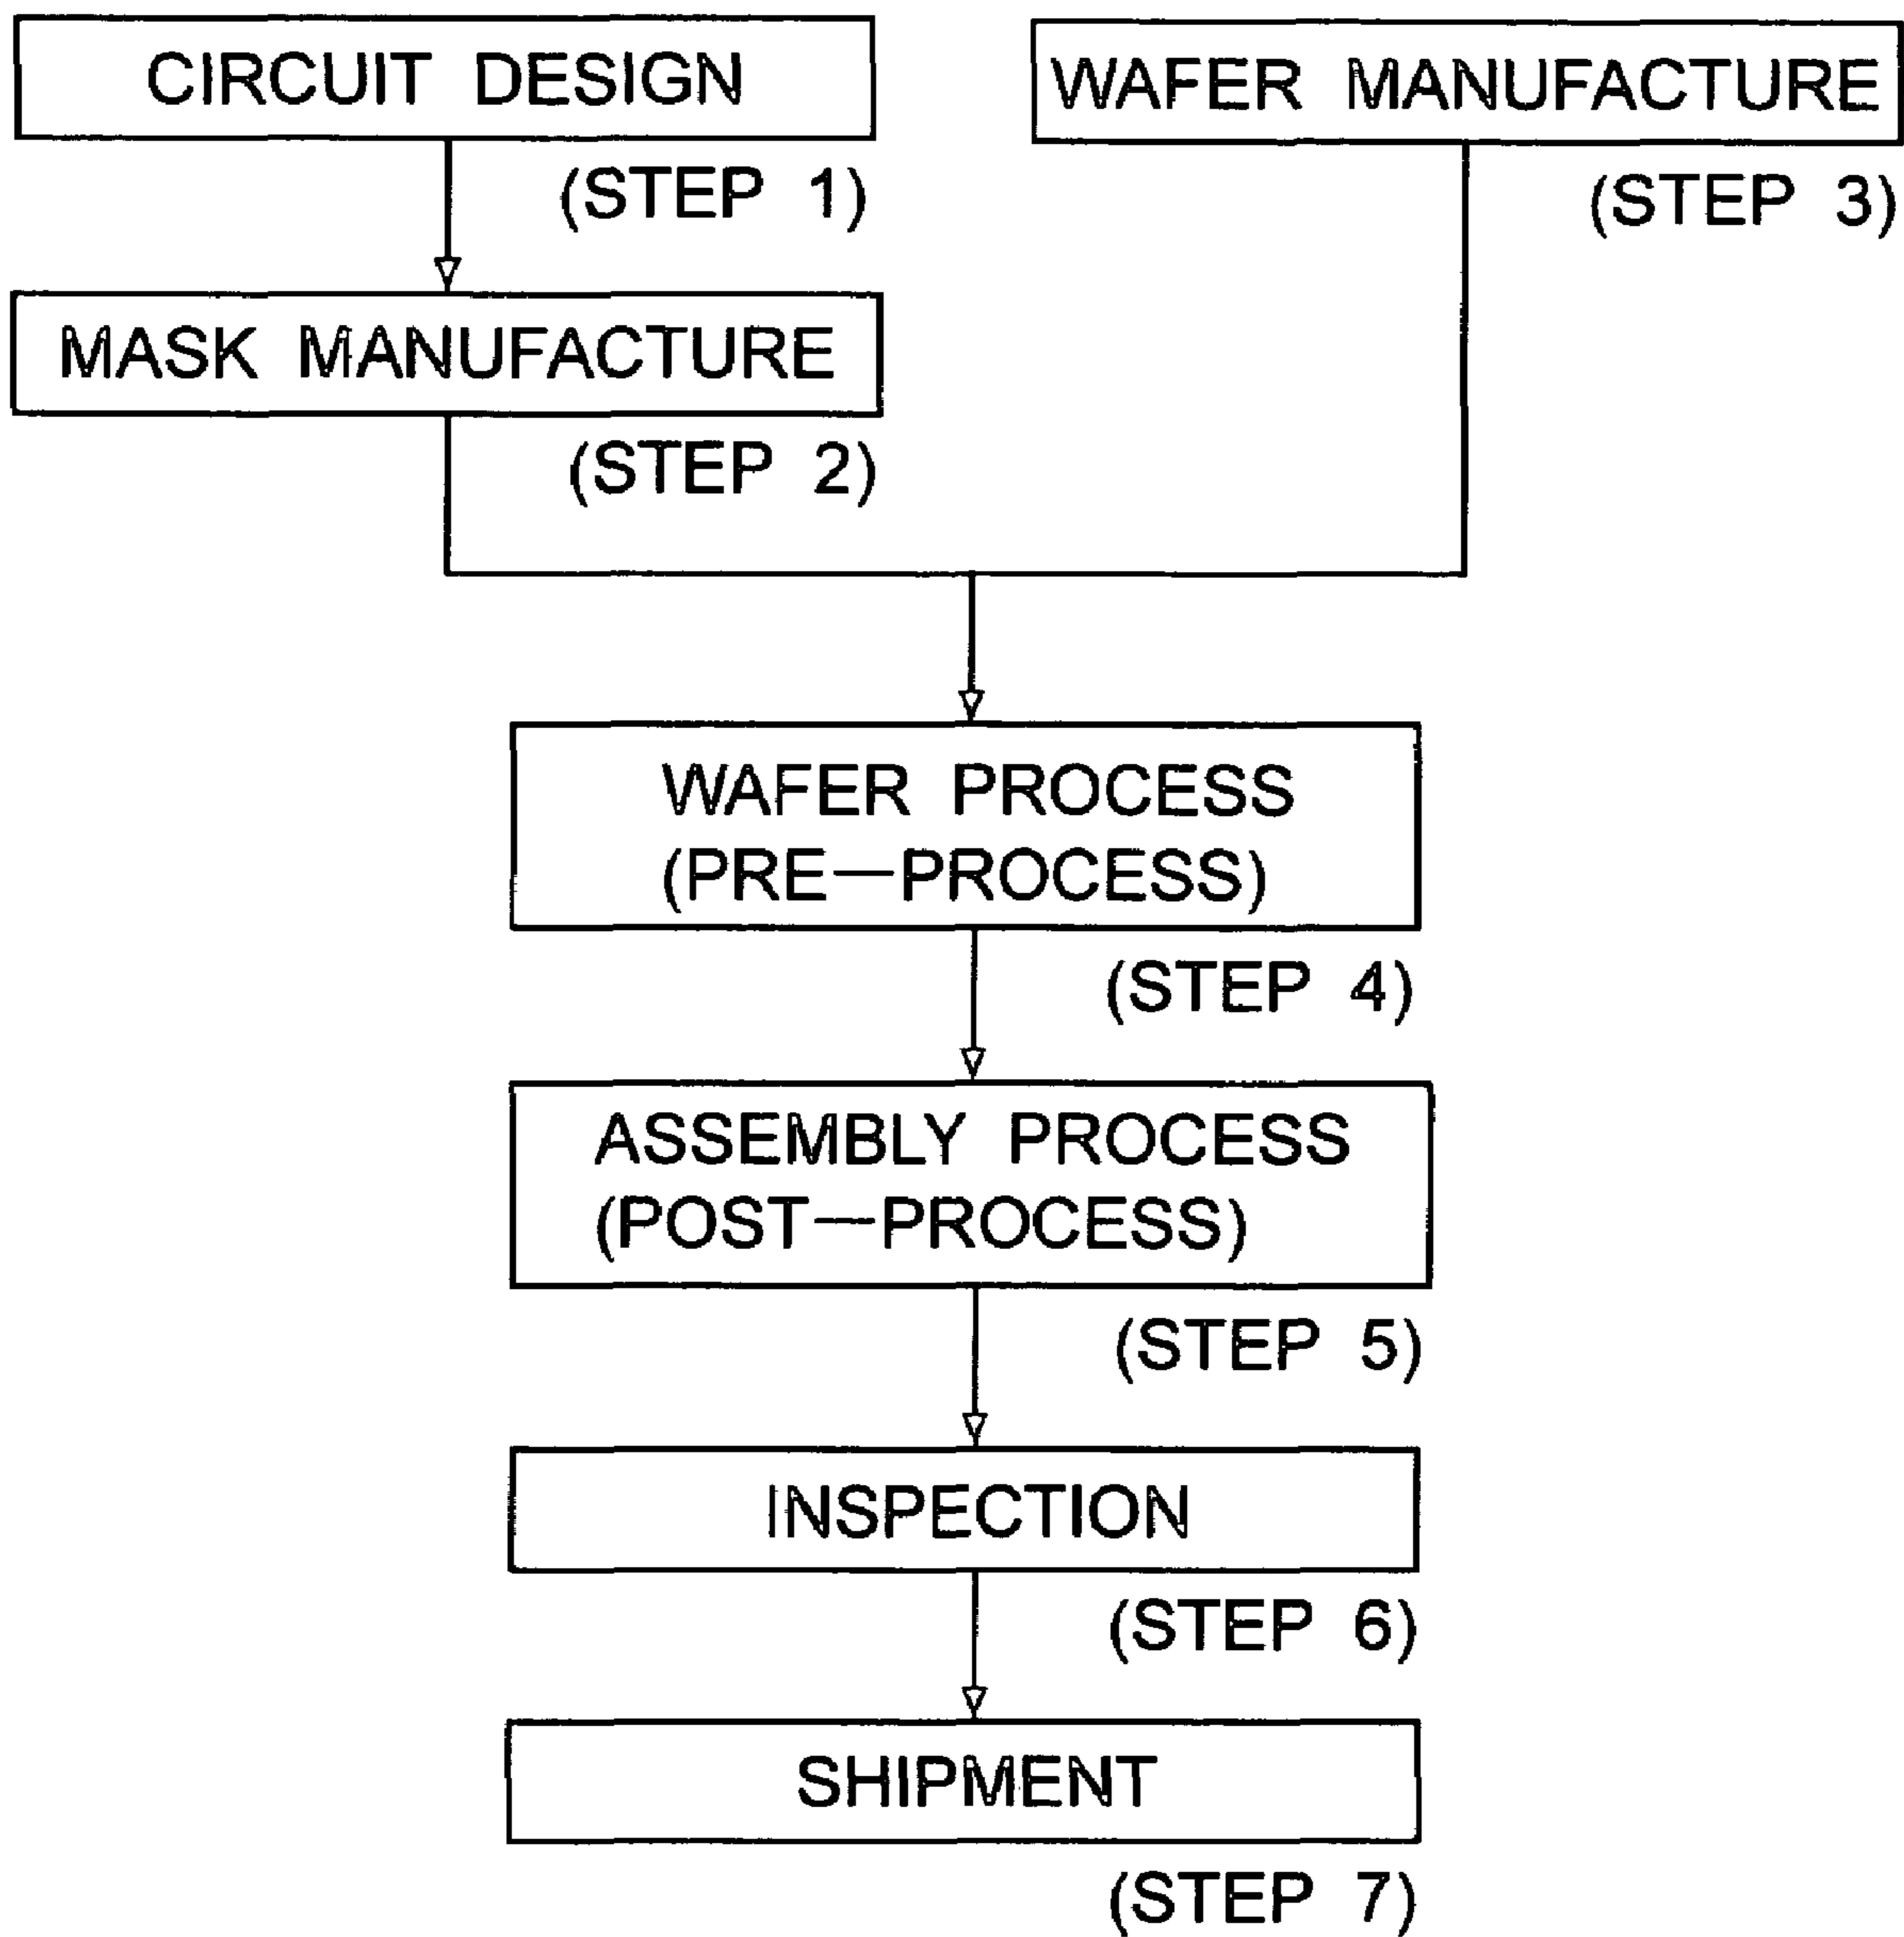 CIRCUIT DESIGN
(STEP 1)
MASK MANUFACTURE
(STEP 2)
WAFER MANUFACTURE
(STEP 3)
WAFER PROCESS
(PRE—PROCESS)
(STEP 4)
ASSEMBLY PROCESS
(POST—PROCESS)
(STEP 5)
INSPECTION
(STEP 6)
SHIPMENT
(STEP 7)